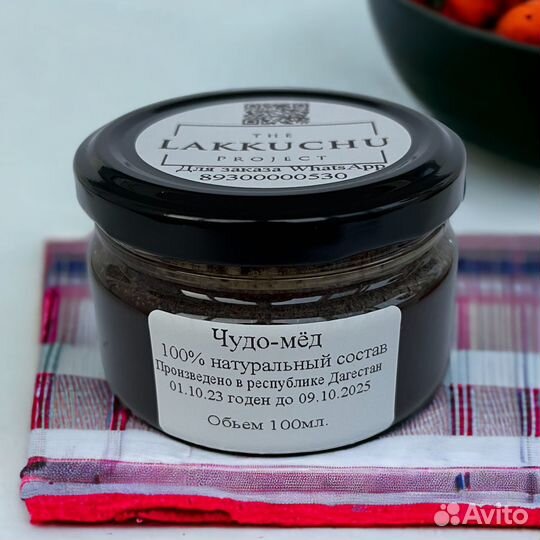 THE
LAKKUCHU
PROJECT
Для заказа WhatsApp
89300000530
Чудо-мёд
100% натуральный состав
Произведено в республике Дагестан
01.10.23 годен до 09.10.2025
Обьем 100мл.
Avito